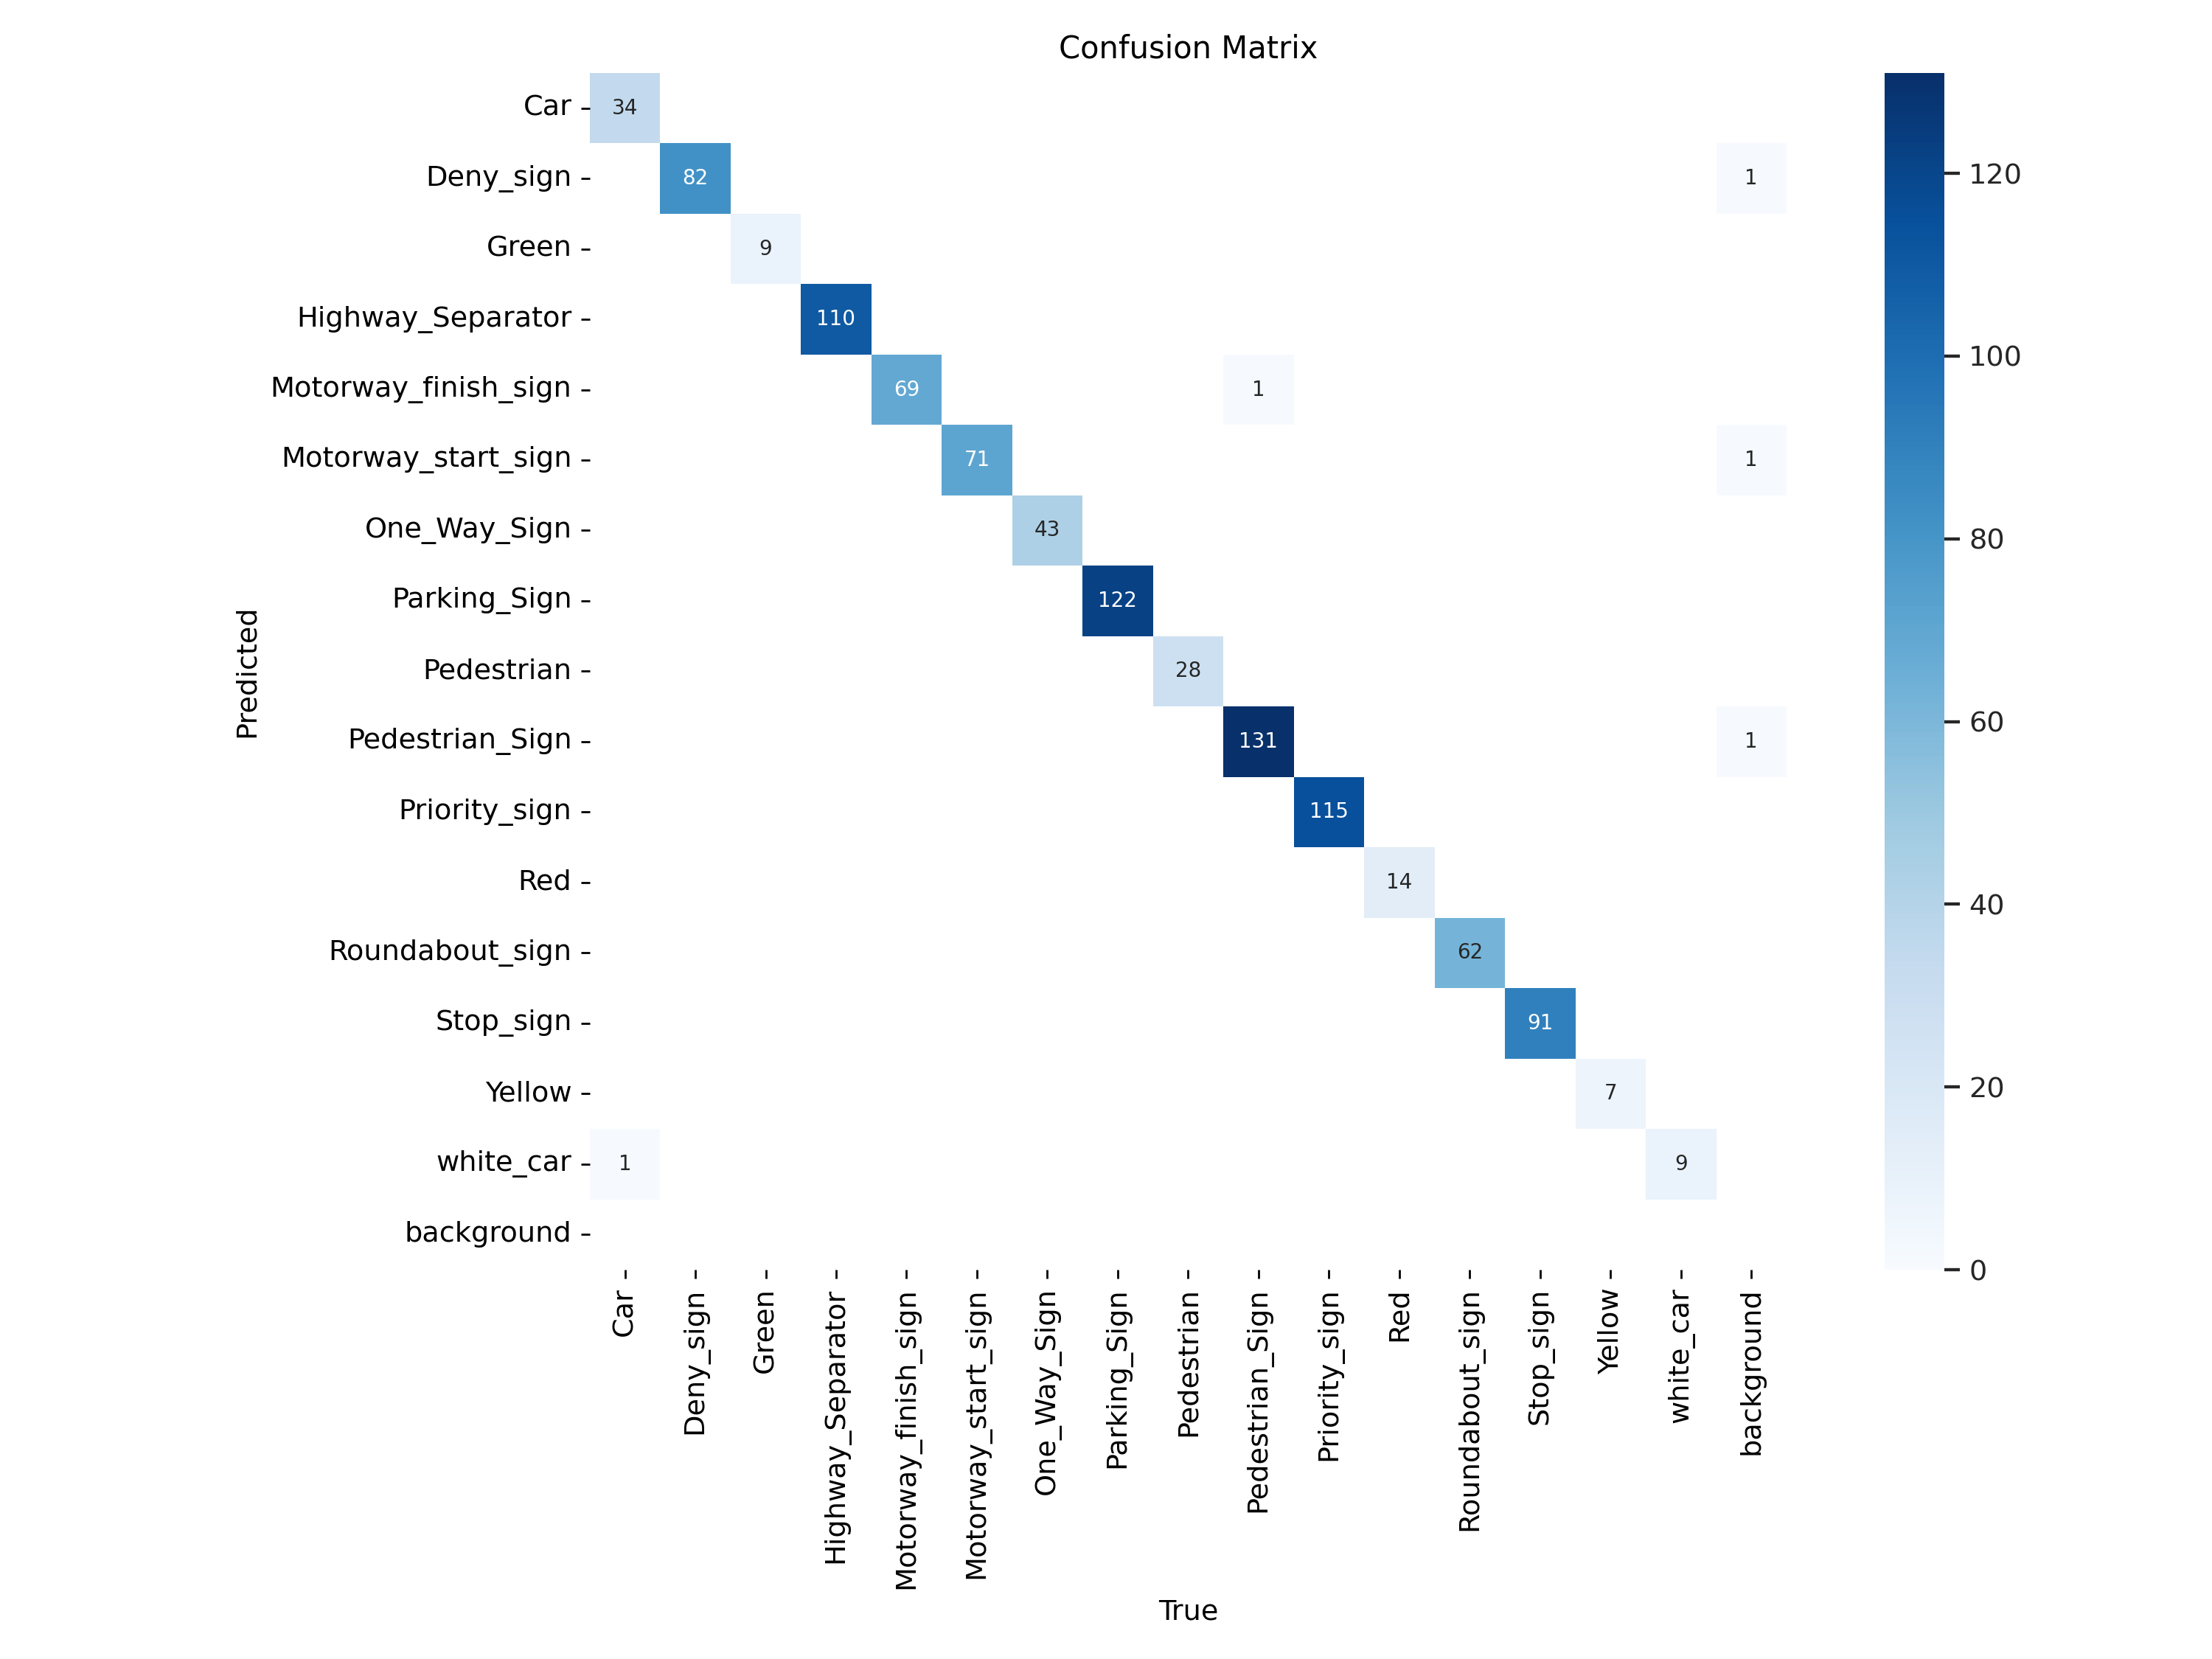 Confusion Matrix
Car 34
Deny_sign 82 1
Green 9
Highway_Separator 110
Motorway_finish_sign 69 1
Motorway_start_sign 71 1
One_Way_Sign 43
Parking_Sign 122
Pedestrian 28
Pedestrian_Sign 131 1
Priority_sign 115
Red 14
Roundabout_sign 62
Stop_sign 91
Yellow 7
white_car 1 9
background
Predicted
Car
Deny_sign
Green
Highway_Separator
Motorway_finish_sign
Motorway_start_sign
One_Way_Sign
Parking_Sign
Pedestrian
Pedestrian_Sign
Priority_sign
Red
Roundabout_sign
Stop_sign
Yellow
white_car
background
True
120
100
80
60
40
20
0